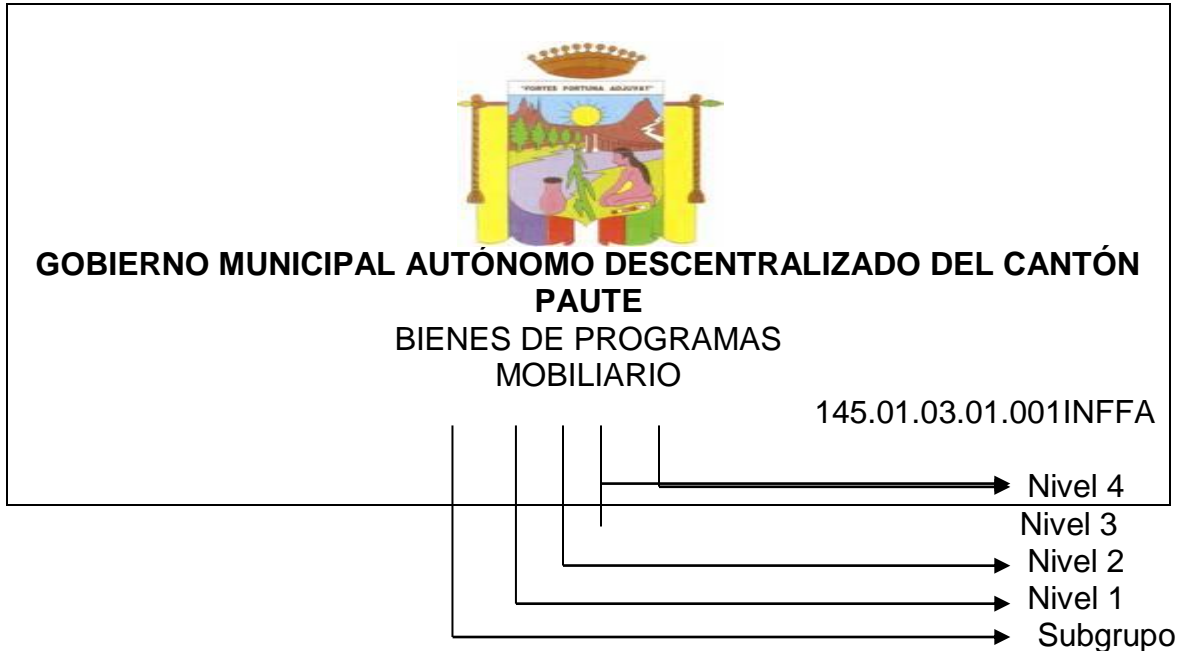 "FORTES FORTUNA ADJUVAT"
GOBIERNO MUNICIPAL AUTÓNOMO DESCENTRALIZADO DEL CANTÓN
PAUTE
BIENES DE PROGRAMAS
MOBILIARIO
145.01.03.01.001INFFA
Nivel 4
Nivel 3
Nivel 2
Nivel 1
Subgrupo